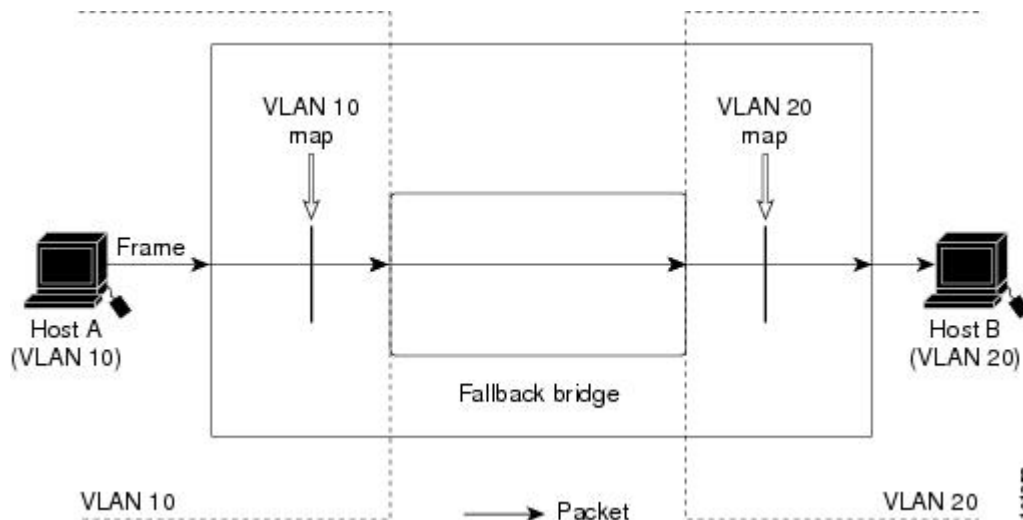 VLAN 10
map
VLAN 20
map
Frame
Host A
(VLAN 10)
Host B
(VLAN 20)
Fallback bridge
VLAN 10
Packet
VLAN 20